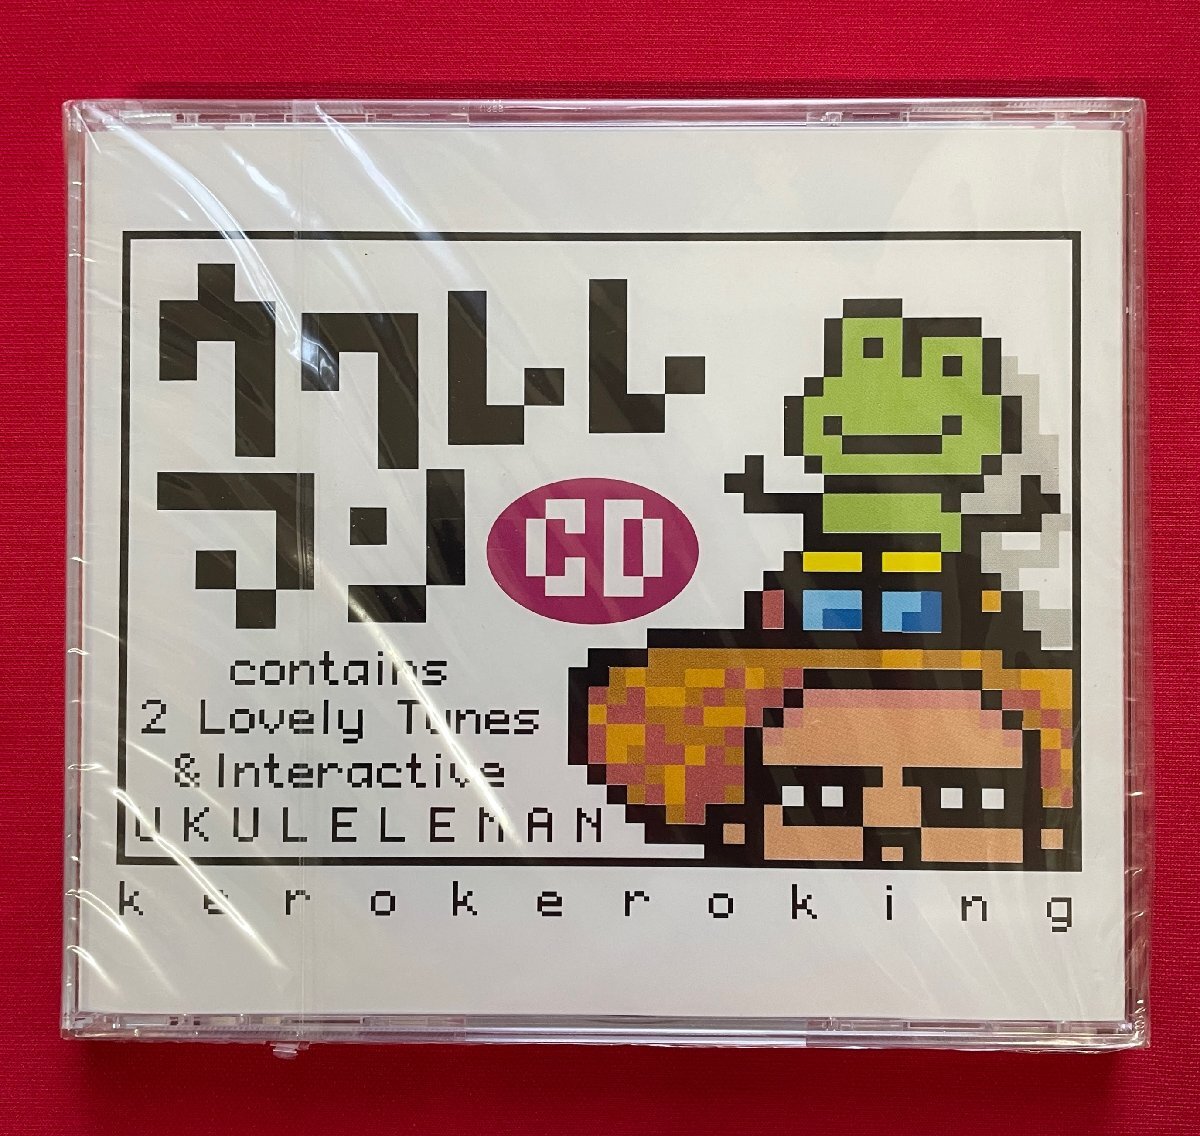 ウクレレ
マン CD
contains
2 Lovely Tunes
& Interactive
UKULELEMAN
kerokeroking